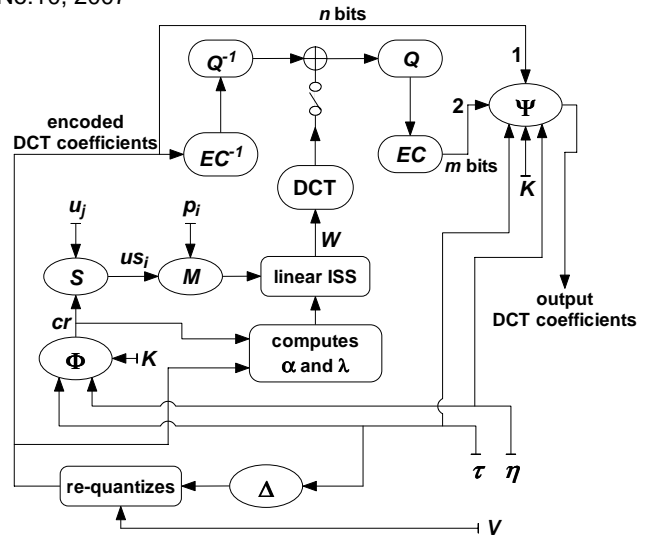 No.10, 2007
n bits
Q-1
Q
1
2
Ψ
encoded
DCT coefficients
EC-1
EC
m bits
K
DCT
uj
pi
W
usi
S
M
linear ISS
output
DCT coefficients
cr
computes
α and λ
Φ
K
τ
η
re-quantizes
Δ
V